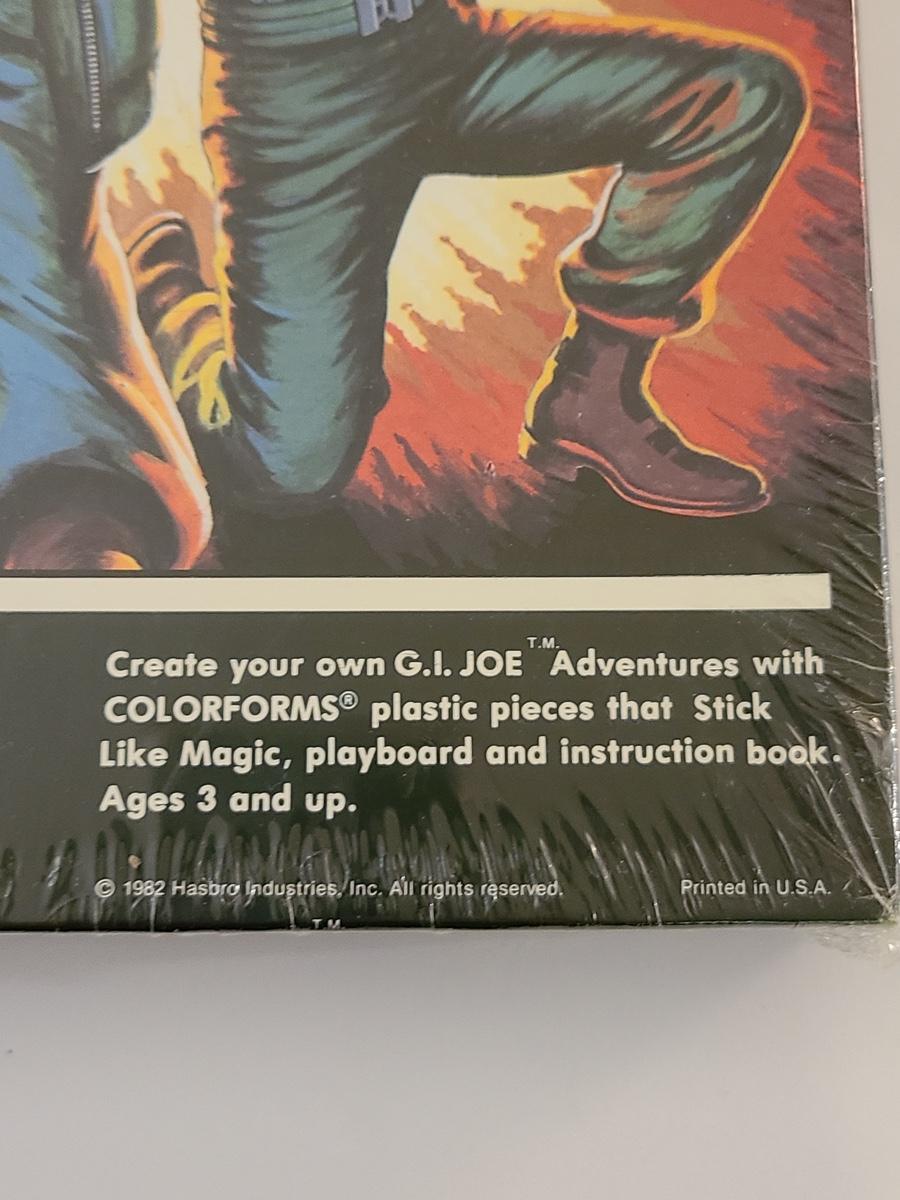 Create your own G.I. JOE T.M. Adventures with
COLORFORMS® plastic pieces that Stick
Like Magic, playboard and instruction book.
Ages 3 and up.
© 1982 Hasbro Industries, Inc. All rights reserved. Printed in U.S.A.
T.M.